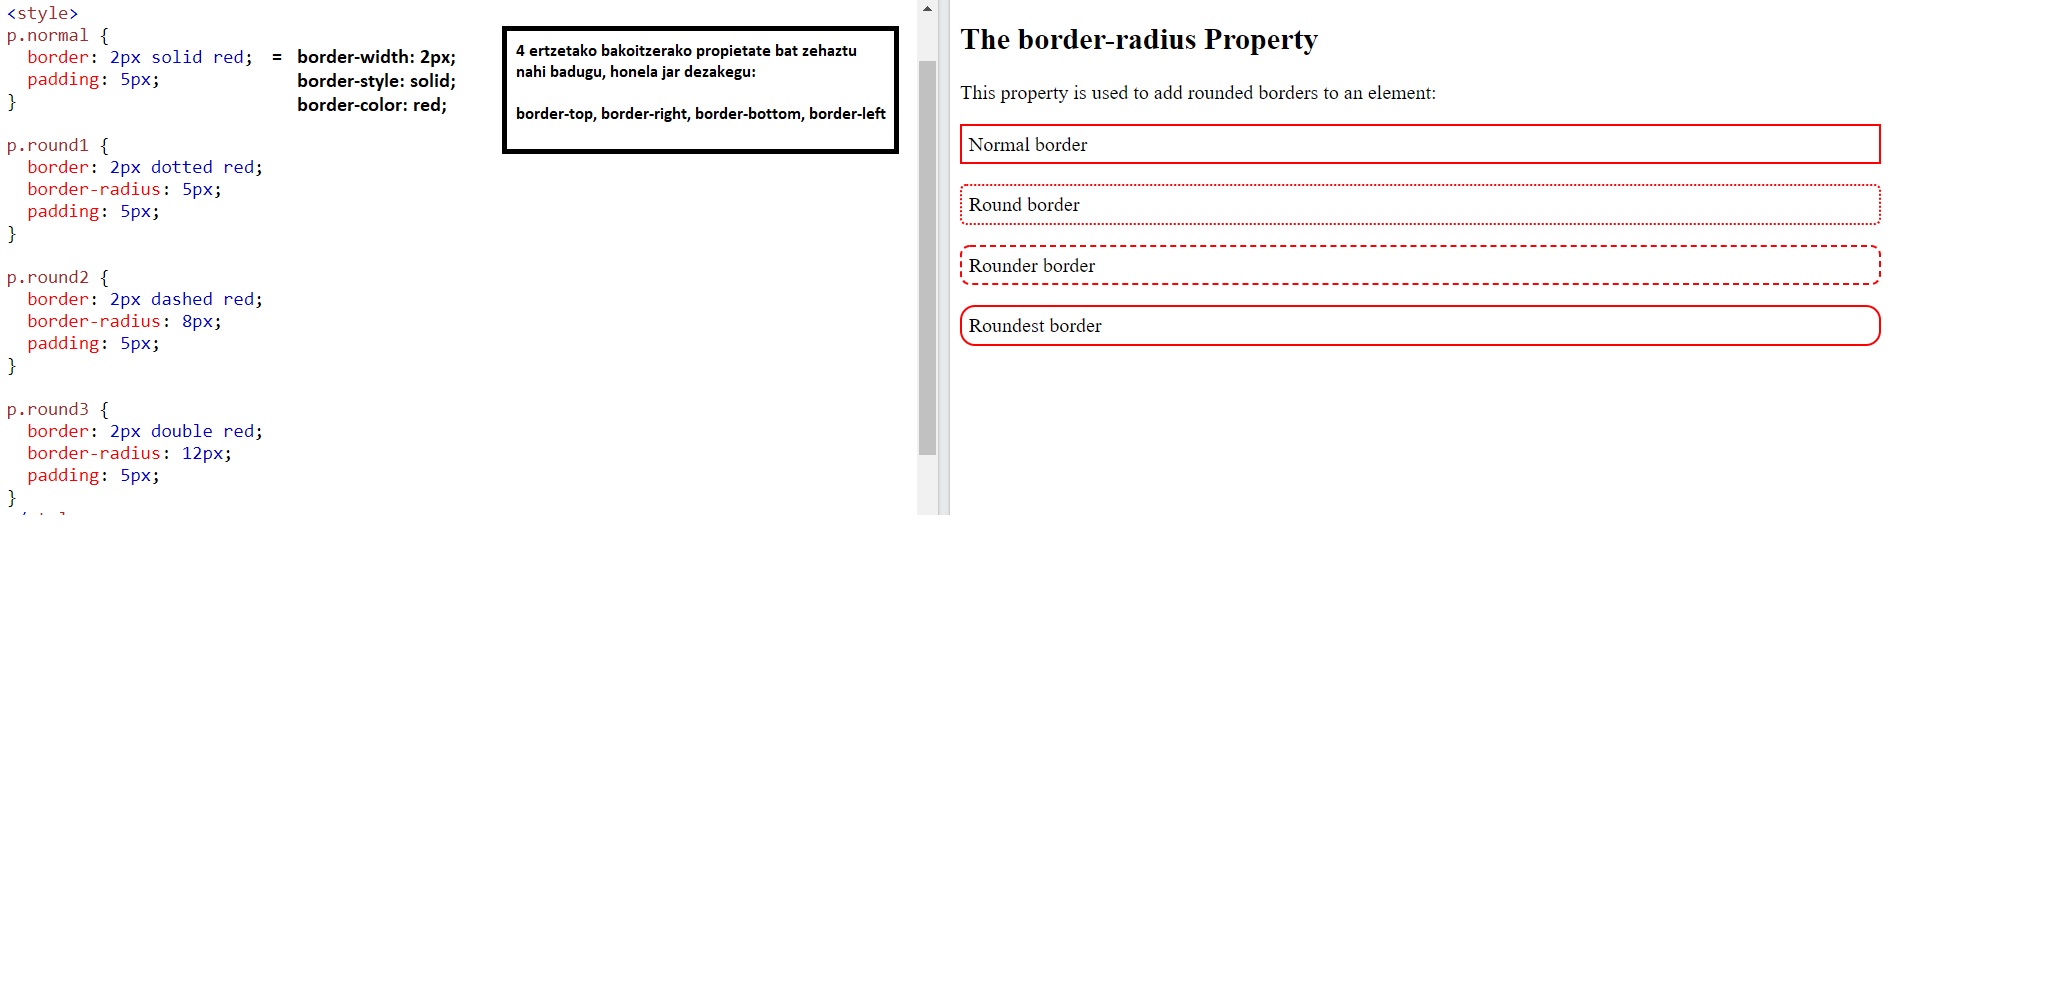 <style>
p.normal {
  border: 2px solid red;  =  border-width: 2px;
  padding: 5px;  border-style: solid;
}  border-color: red;
p.round1 {
  border: 2px dotted red;
  border-radius: 5px;
  padding: 5px;
}
p.round2 {
  border: 2px dashed red;
  border-radius: 8px;
  padding: 5px;
}
p.round3 {
  border: 2px double red;
  border-radius: 12px;
  padding: 5px;
}
4 ertzetako bakoitzerako propietate bat zehaztu
nahi badugu, honela jar dezakegu:
border-top, border-right, border-bottom, border-left
The border-radius Property
This property is used to add rounded borders to an element:
Normal border
Round border
Rounder border
Roundest border